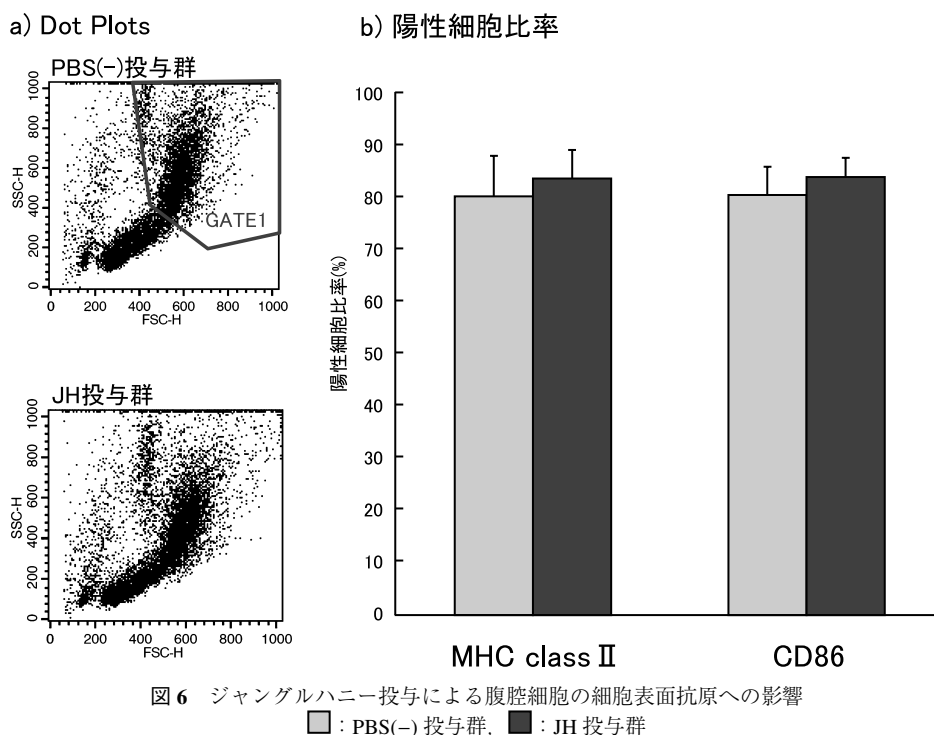 a) Dot Plots
b) 陽性細胞比率
PBS(-)投与群
1000
800
600
400
200
0
SSC-H
GATE1
0 200 400 600 800 1000
FSC-H
JH投与群
1000
800
600
400
200
0
SSC-H
0 200 400 600 800 1000
FSC-H
陽性細胞比率(%)
100
90
80
70
60
50
40
30
20
10
0
MHC class Ⅱ
CD86
図 6 ジャングルハニー投与による腹腔細胞の細胞表面抗原への影響
:PBS(−) 投与群, :JH 投与群